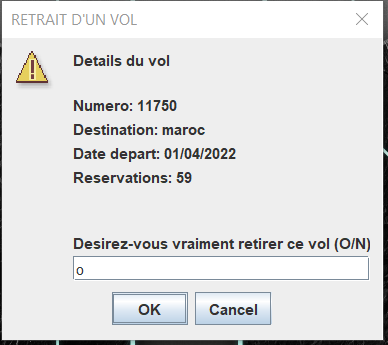 RETRAIT D'UN VOL
Details du vol
Numero: 11750
Destination: maroc
Date depart: 01/04/2022
Reservations: 59
Desirez-vous vraiment retirer ce vol (O/N)
o
OK
Cancel